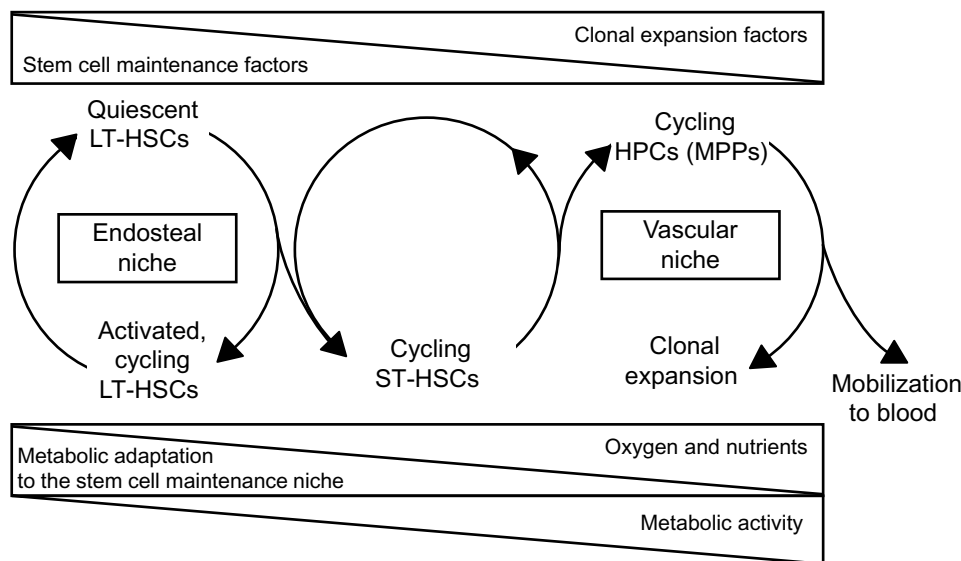 Clonal expansion factors
Stem cell maintenance factors
Quiescent
LT-HSCs
Cycling
HPCs (MPPs)
Endosteal
niche
Vascular
niche
Activated,
cycling
LT-HSCs
Cycling
ST-HSCs
Clonal
expansion
Mobilization
to blood
Oxygen and nutrients
Metabolic adaptation
to the stem cell maintenance niche
Metabolic activity